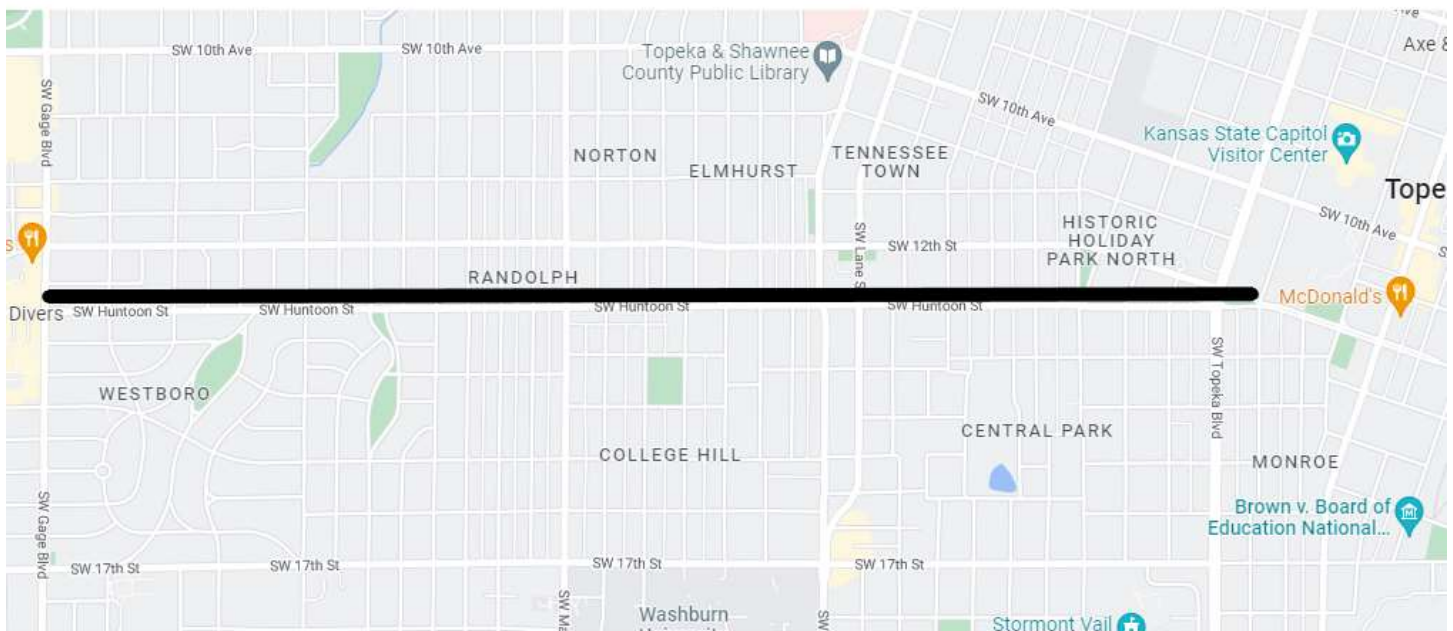 SW 10th Ave
SW 10th Ave
Topeka & Shawnee
County Public Library
Axe &
SW Gage Blvd
SW 10th Ave
Kansas State Capitol
Visitor Center
NORTON
ELMHURST
TENNESSEE
TOWN
Tope
SW 10th Ave
HISTORIC
HOLIDAY
PARK NORTH
SW 12th St
SW Lane S
RANDOLPH
McDonald's
Divers
SW Huntoon St
SW Huntoon St
SW Huntoon St
SW Huntoon St
SW Topeka Blvd
WESTBORO
CENTRAL PARK
COLLEGE HILL
MONROE
SW Gage Blvd
Brown v. Board of
Education National...
SW 17th St
SW 17th St
SW 17th St
SW 17th St
SW Ma
Washburn
SW
Stormont Vail